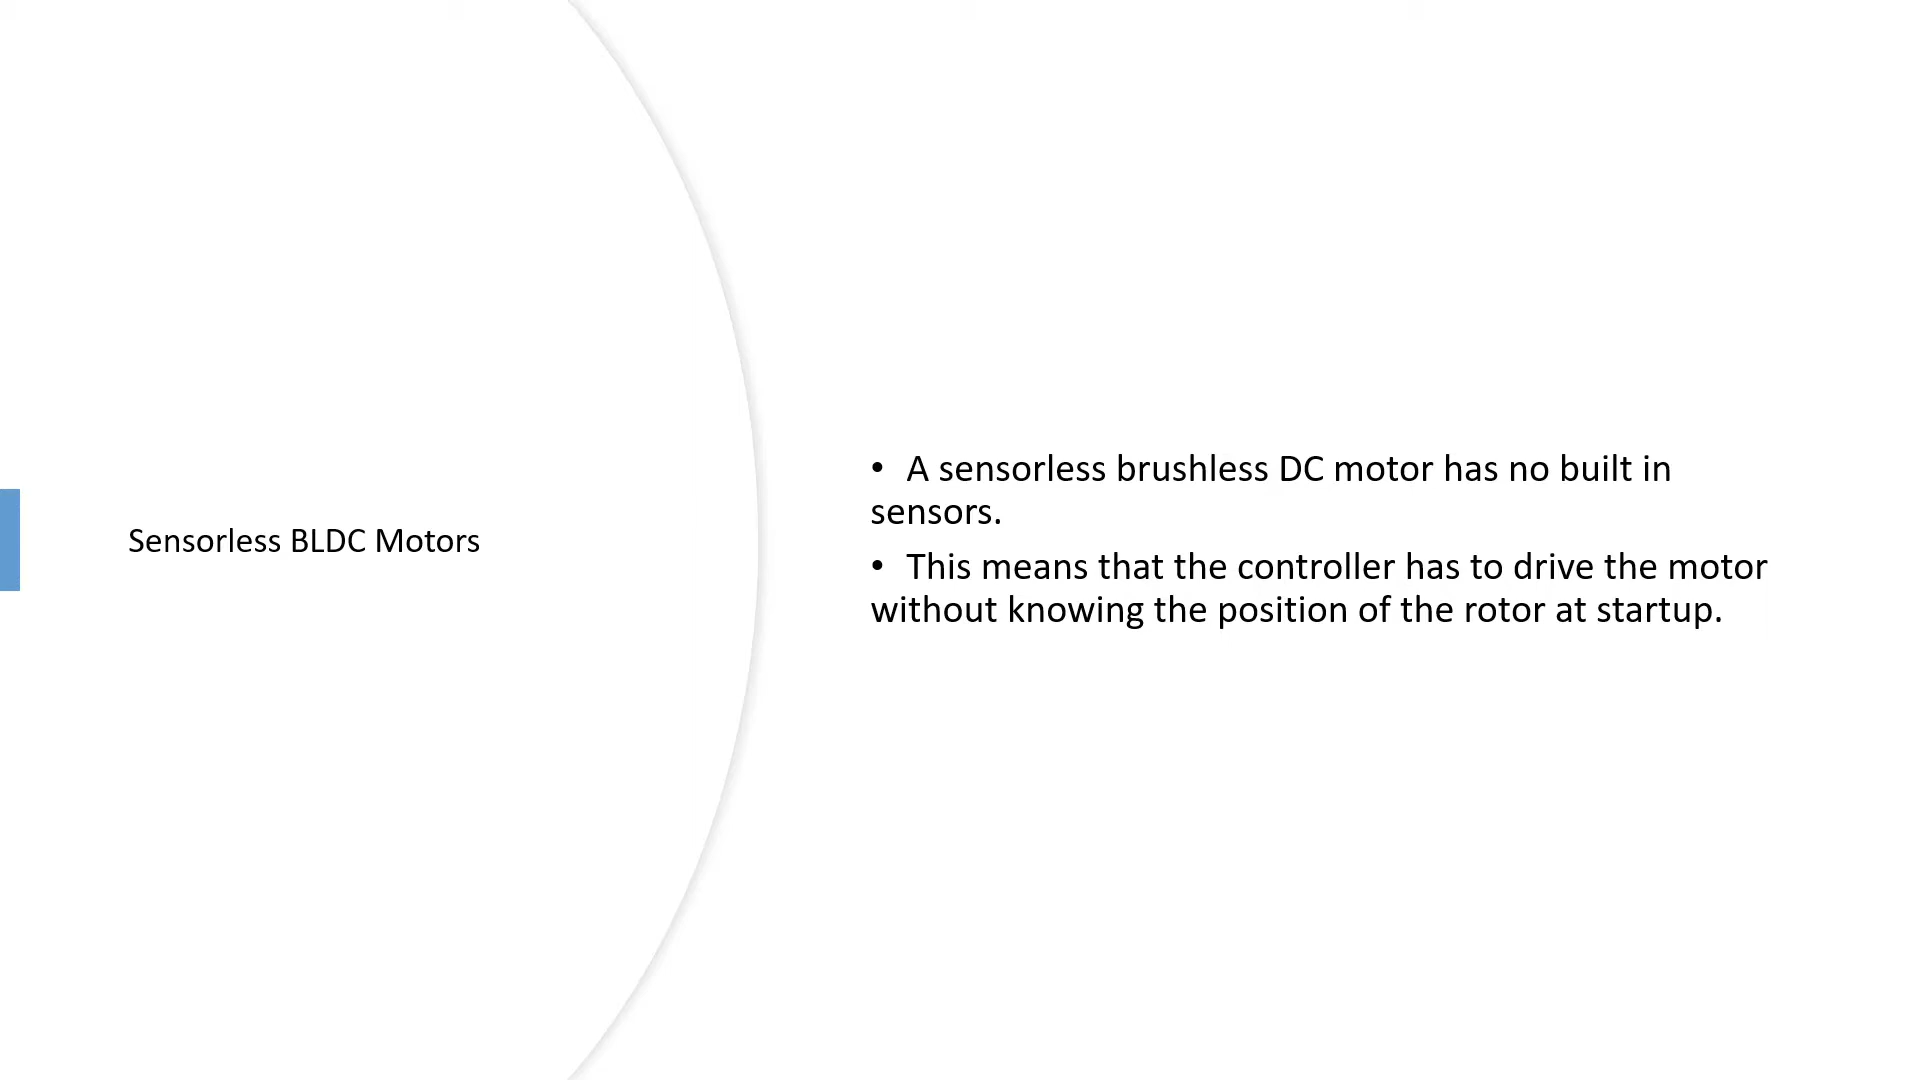 Sensorless BLDC Motors
• A sensorless brushless DC motor has no built in
sensors.
• This means that the controller has to drive the motor
without knowing the position of the rotor at startup.